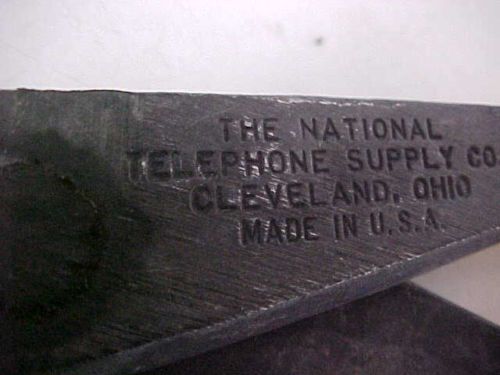 THE NATIONAL
TELEPHONE SUPPLY CO
CLEVELAND, OHIO
MADE IN U.S.A.